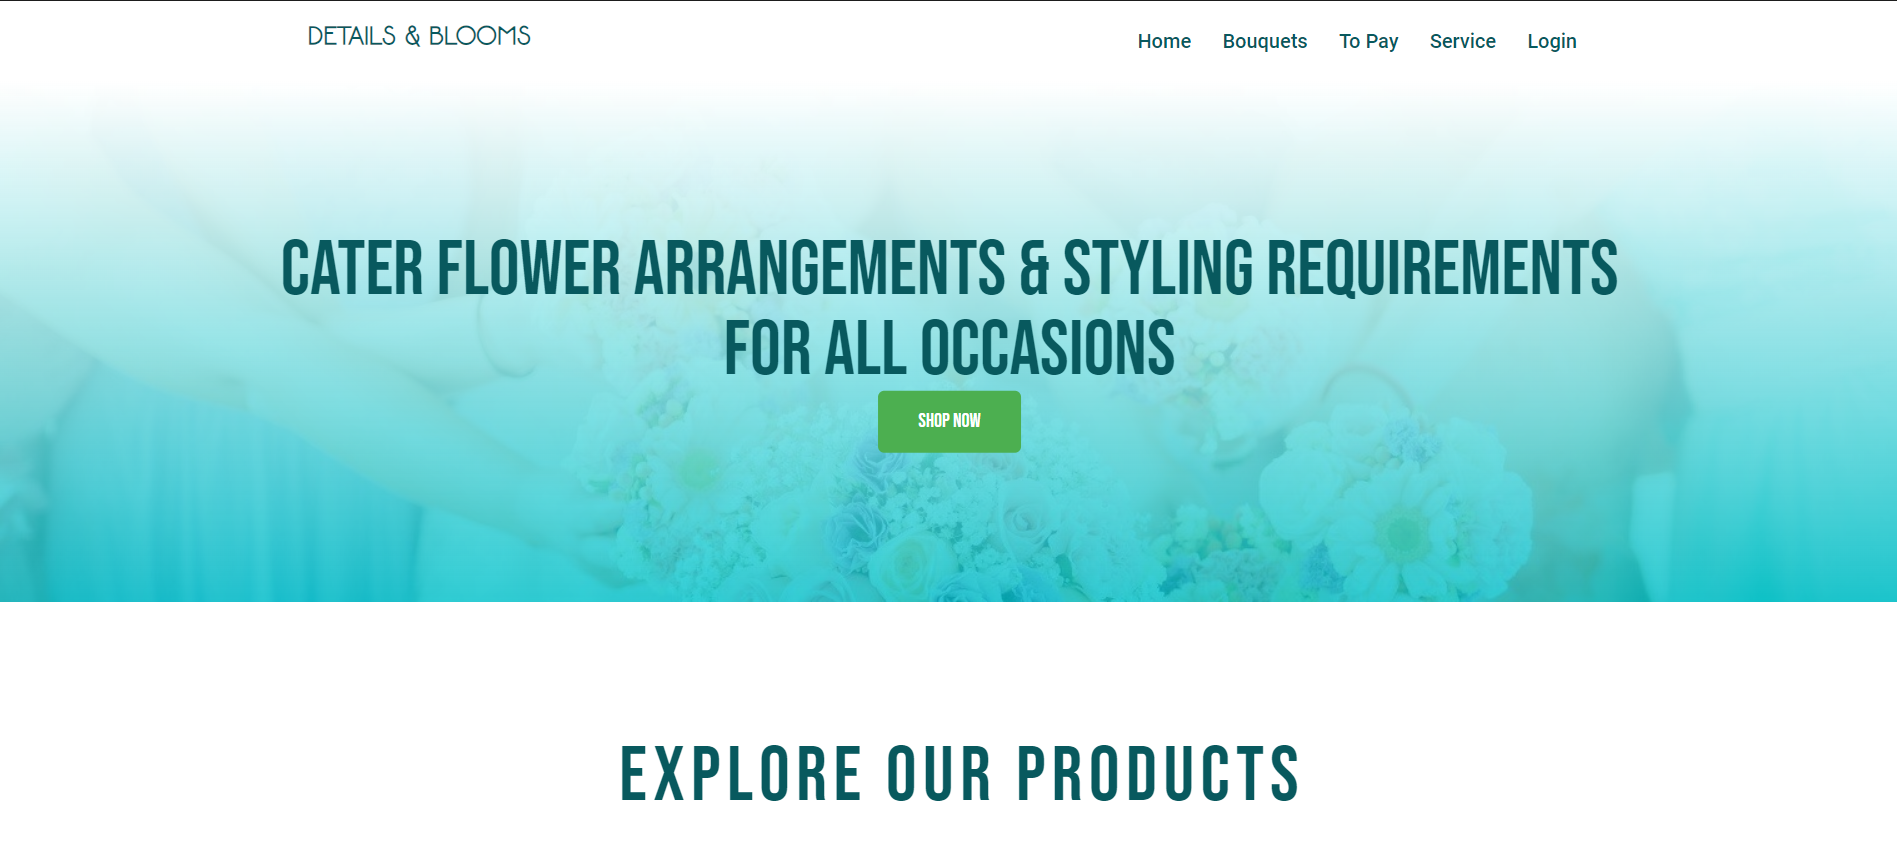 DETAILS & BLOOMS
Home Bouquets To Pay Service Login
CATER FLOWER ARRANGEMENTS & STYLING REQUIREMENTS
FOR ALL OCCASIONS
SHOP NOW
EXPLORE OUR PRODUCTS